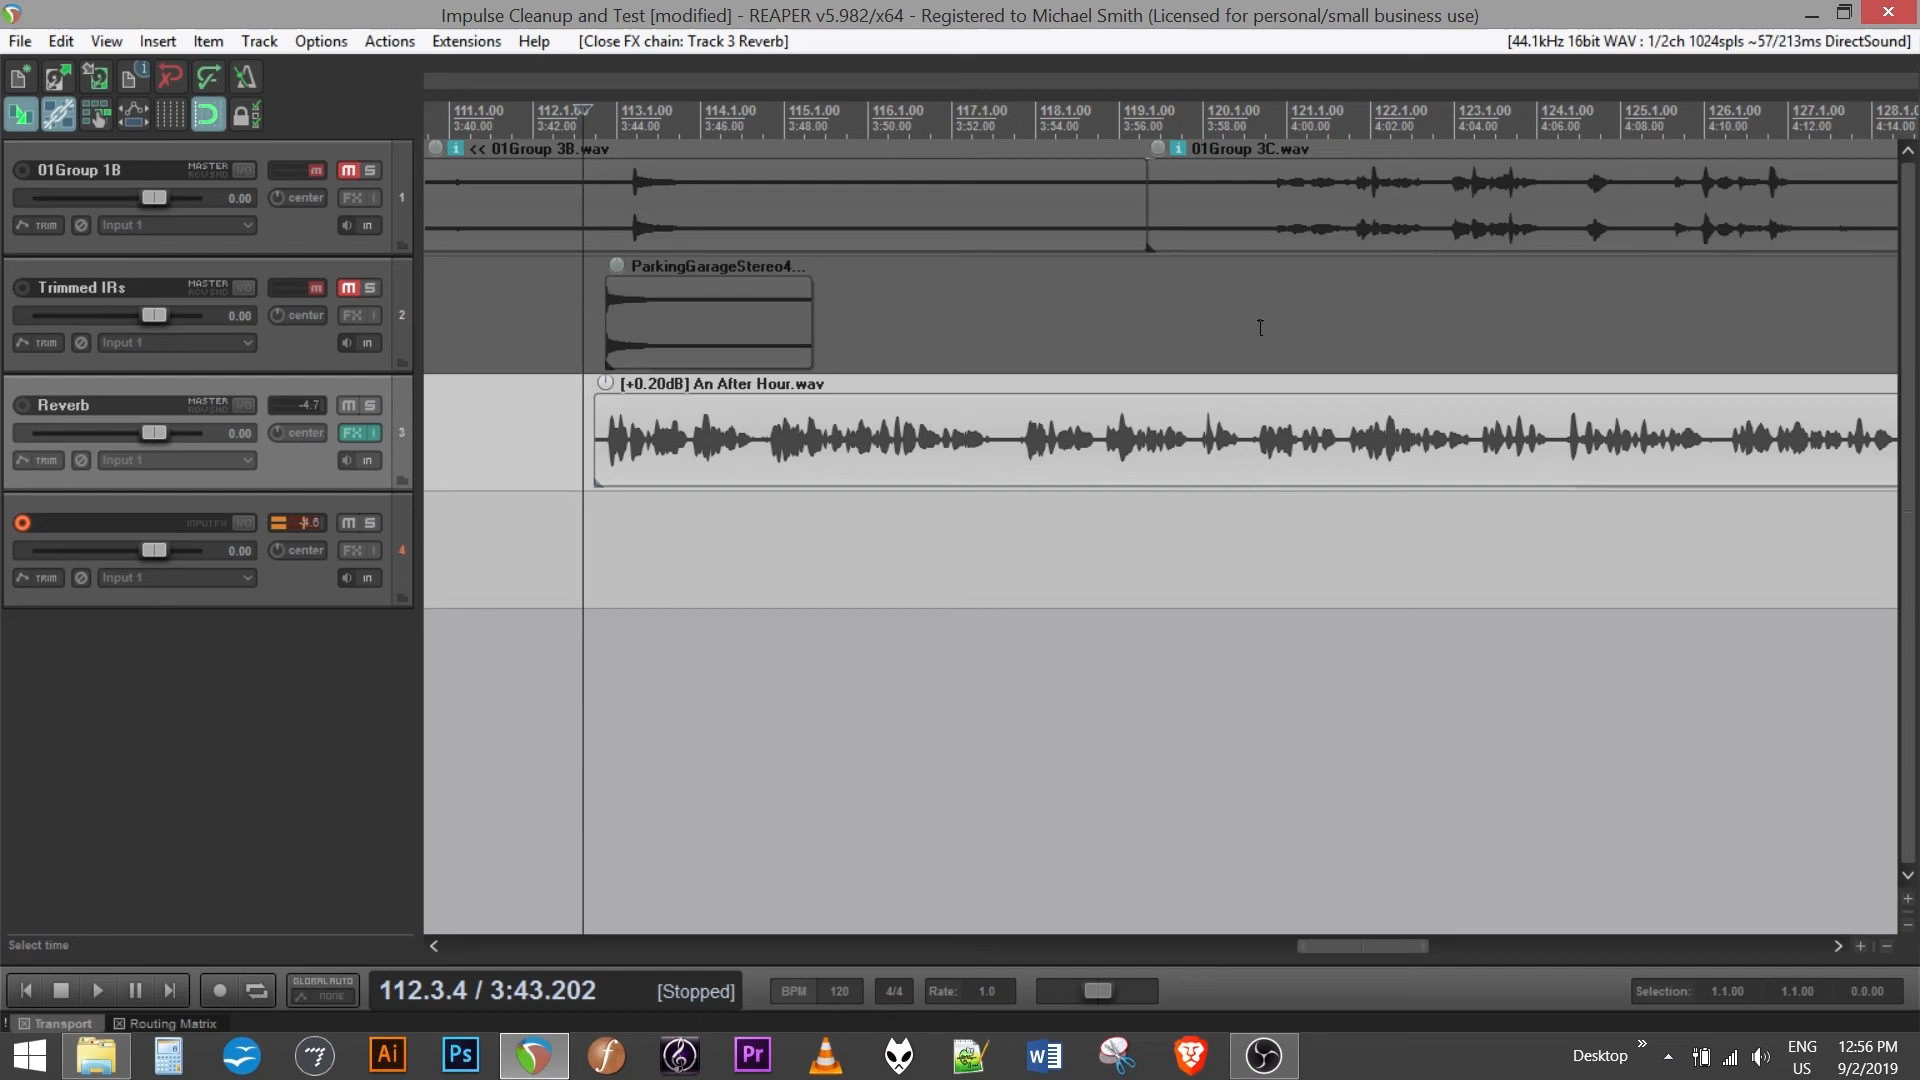 Impulse Cleanup and Test [modified] - REAPER v5.982/x64 - Registered to Michael Smith (Licensed for personal/small business use)
File Edit View Insert Item Track Options Actions Extensions Help [Close FX chain: Track 3 Reverb] [44.1kHz 16bit WAV : 1/2ch 1024spls ~57/213ms DirectSound]
111.1.00 113.1.00 114.1.00 115.1.00 116.1.00 117.1.00 118.1.00 119.1.00 120.1.00 121.1.00 122.1.00 123.1.00 124.1.00 125.1.00 126.1.00 127.1.00
3:40.00 3:42.00 3:44.00 3:46.00 3:48.00 3:50.00 3:52.00 3:54.00 3:56.00 3:58.00 4:00.00 4:02.00 4:04.00 4:06.00 4:08.00 4:10.00 4:12.00 4:14.00
<< 01Group 3B.wav 01Group 3C.wav
01Group 1B MASTER I/O m M S
RCV SND
0.00 center FX 1
TRIM Input 1 IN
ParkingGarageStereo4...
Trimmed IRs MASTER I/O m M S
RCV SND
0.00 center FX 2
TRIM Input 1 IN
[+0.20dB] An After Hour.wav
Reverb MASTER I/O -4.7 M S
RCV SND
0.00 center FX 3
TRIM Input 1 IN
INPUT FX I/O M S
0.00 center FX 4
TRIM Input 1 IN
Select time
GLOBAL AUTO
NONE
112.3.4 / 3:43.202 [Stopped] BPM 120 4/4 Rate: 1.0 Selection: 1.1.00 1.1.00 0.0.00
! Transport Routing Matrix
Ai Ps f Pr W
Desktop » ENG 12:56 PM
US 9/2/2019